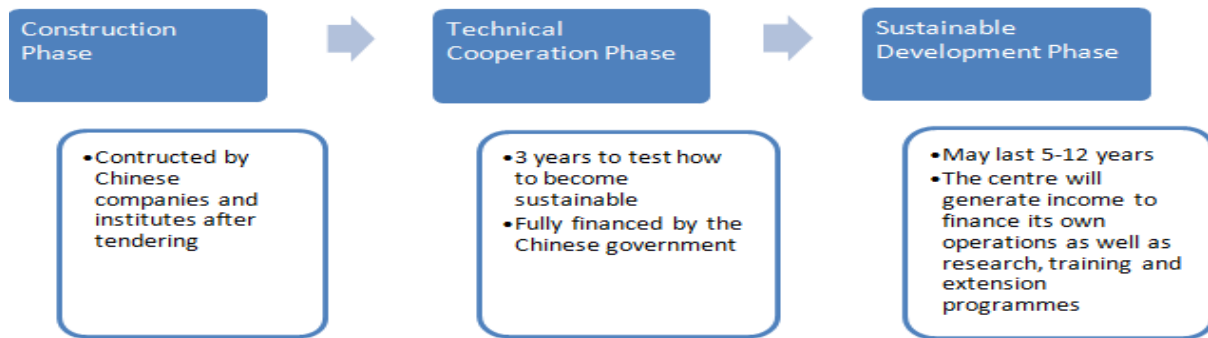 Construction
Phase
Technical
Cooperation Phase
Sustainable
Development Phase
•Contructed by
Chinese
companies and
institutes after
tendering
•3 years to test how
to become
sustainable
•Fully financed by the
Chinese government
•May last 5-12 years
•The centre will
generate income to
finance its own
operations as well as
research, training and
extension
programmes